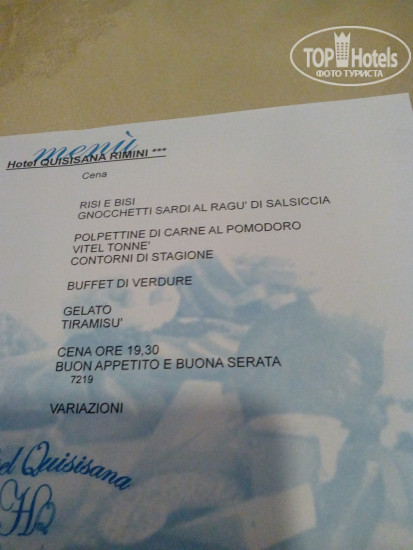 TOP Hotels
ФОТО ТУРИСТА
menù
Hotel QUISISANA RIMINI ***
Cena
RISI E BISI
GNOCCHETTI SARDI AL RAGU' DI SALSICCIA
POLPETTINE DI CARNE AL POMODORO
VITEL TONNE'
CONTORNI DI STAGIONE
BUFFET DI VERDURE
GELATO
TIRAMISU'
CENA ORE 19,30
BUON APPETITO E BUONA SERATA
7219
VARIAZIONI
el Quisisana
HQ